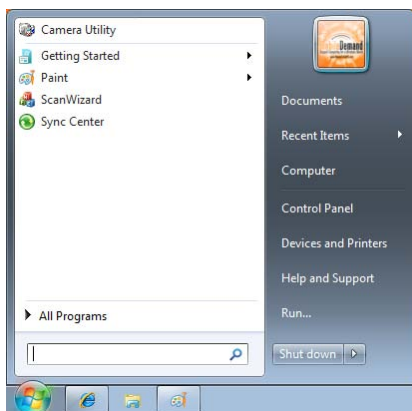 Camera Utility
Getting Started
Paint
ScanWizard
Sync Center
All Programs
Demand
Documents
Recent Items
Computer
Control Panel
Devices and Printers
Help and Support
Run...
Shut down